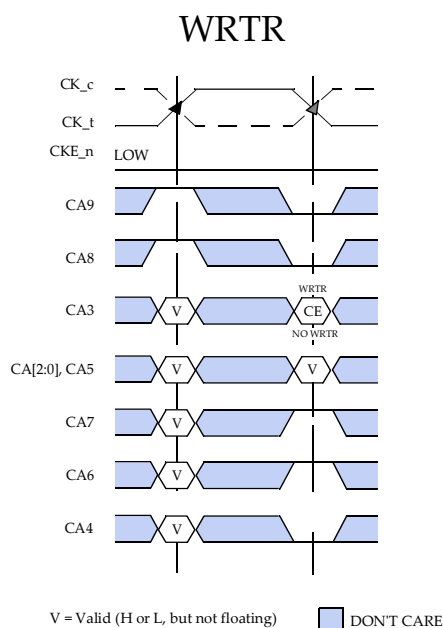 WRTR
CK_c
CK_t
CKE_n LOW
CA9
CA8
WRTR
CA3 V CE
NO WRTR
CA[2:0], CA5 V V
CA7 V
CA6 V
CA4 V
V = Valid (H or L, but not floating) DON'T CARE